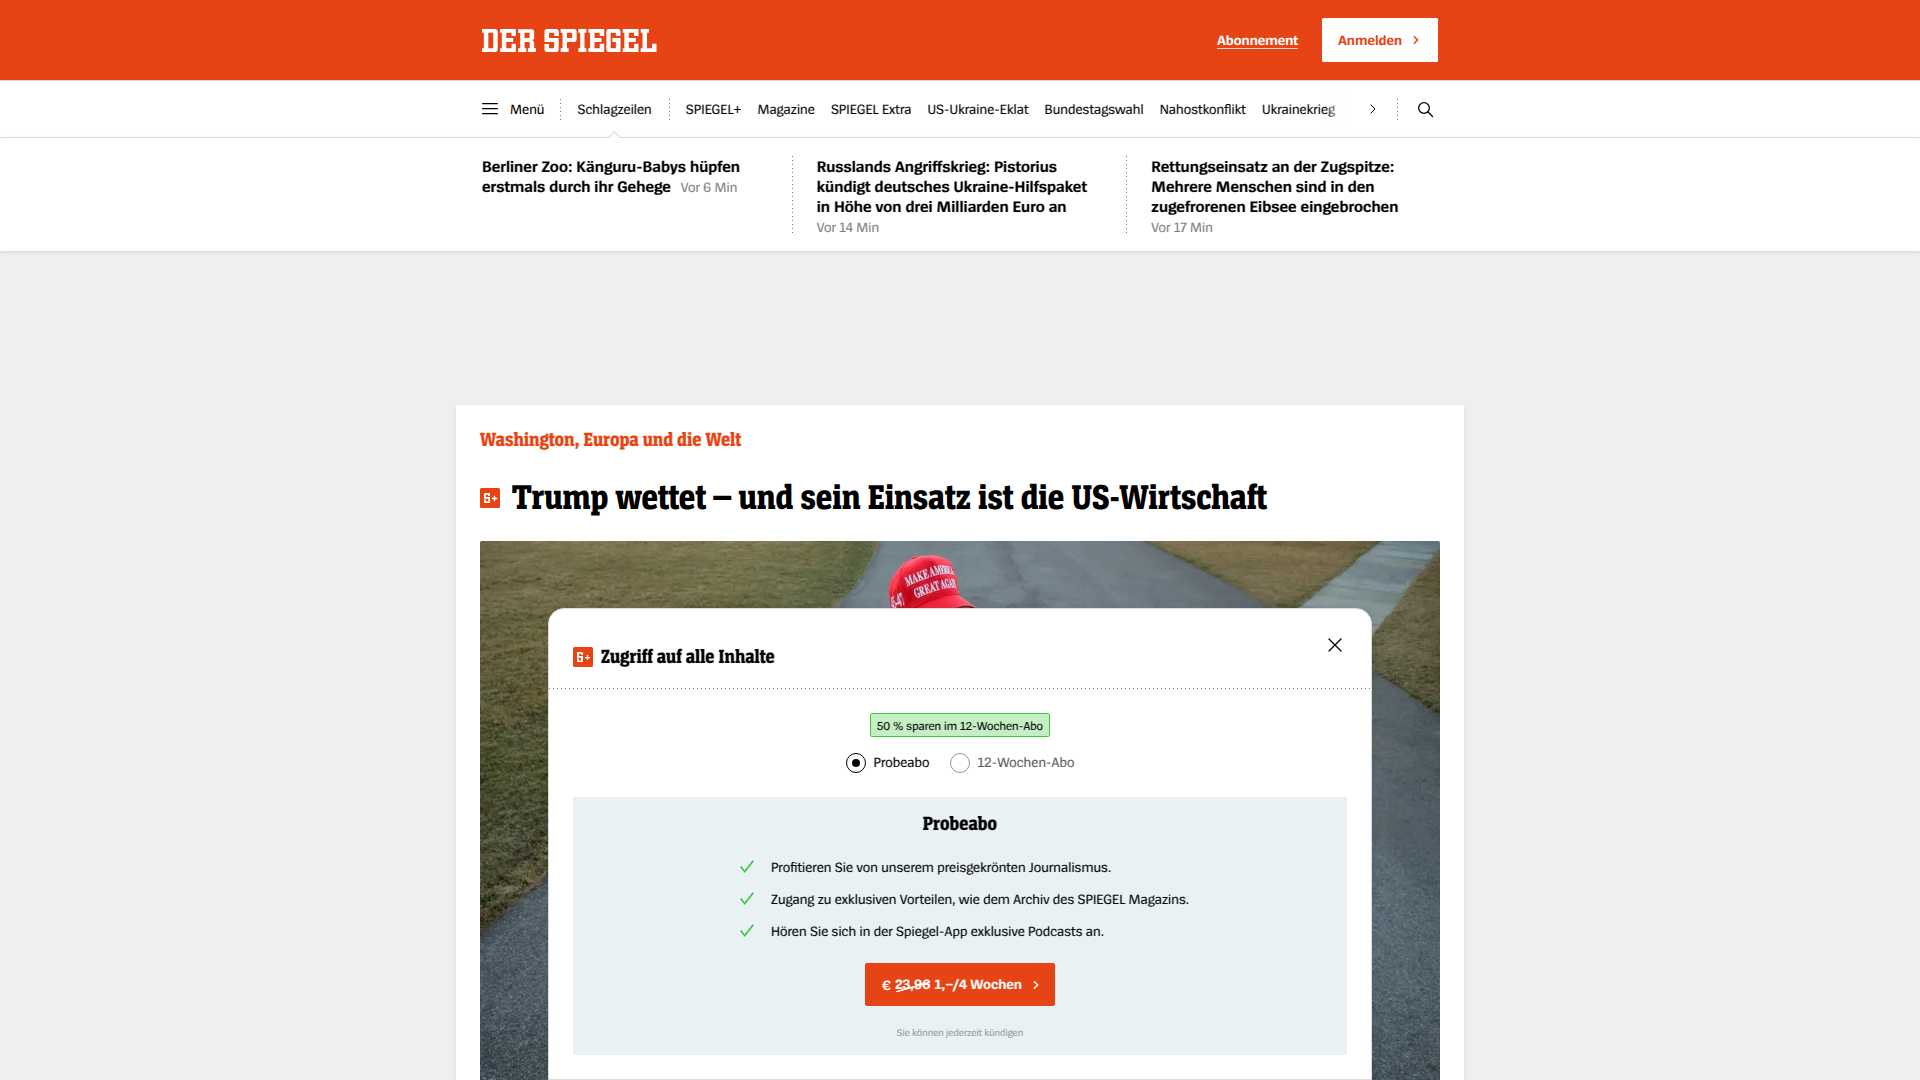 DER SPIEGEL
Abonnement
Anmelden
Menü
Schlagzeilen
SPIEGEL+
Magazine
SPIEGEL Extra
US-Ukraine-Eklat
Bundestagswahl
Nahostkonflikt
Ukrainekrieg
Berliner Zoo: Känguru-Babys hüpfen
erstmals durch ihr Gehege Vor 6 Min
Russlands Angriffskrieg: Pistorius
kündigt deutsches Ukraine-Hilfspaket
in Höhe von drei Milliarden Euro an
Vor 14 Min
Rettungseinsatz an der Zugspitze:
Mehrere Menschen sind in den
zugefrorenen Eibsee eingebrochen
Vor 17 Min
Washington, Europa und die Welt
S+ Trump wettet – und sein Einsatz ist die US-Wirtschaft
MAKE AMERICA
GREAT AGAIN
45-47
S+ Zugriff auf alle Inhalte
50 % sparen im 12-Wochen-Abo
Probeabo
12-Wochen-Abo
Probeabo
Profitieren Sie von unserem preisgekrönten Journalismus.
Zugang zu exklusiven Vorteilen, wie dem Archiv des SPIEGEL Magazins.
Hören Sie sich in der Spiegel-App exklusive Podcasts an.
€ 23,96 1,–/4 Wochen
Sie können jederzeit kündigen